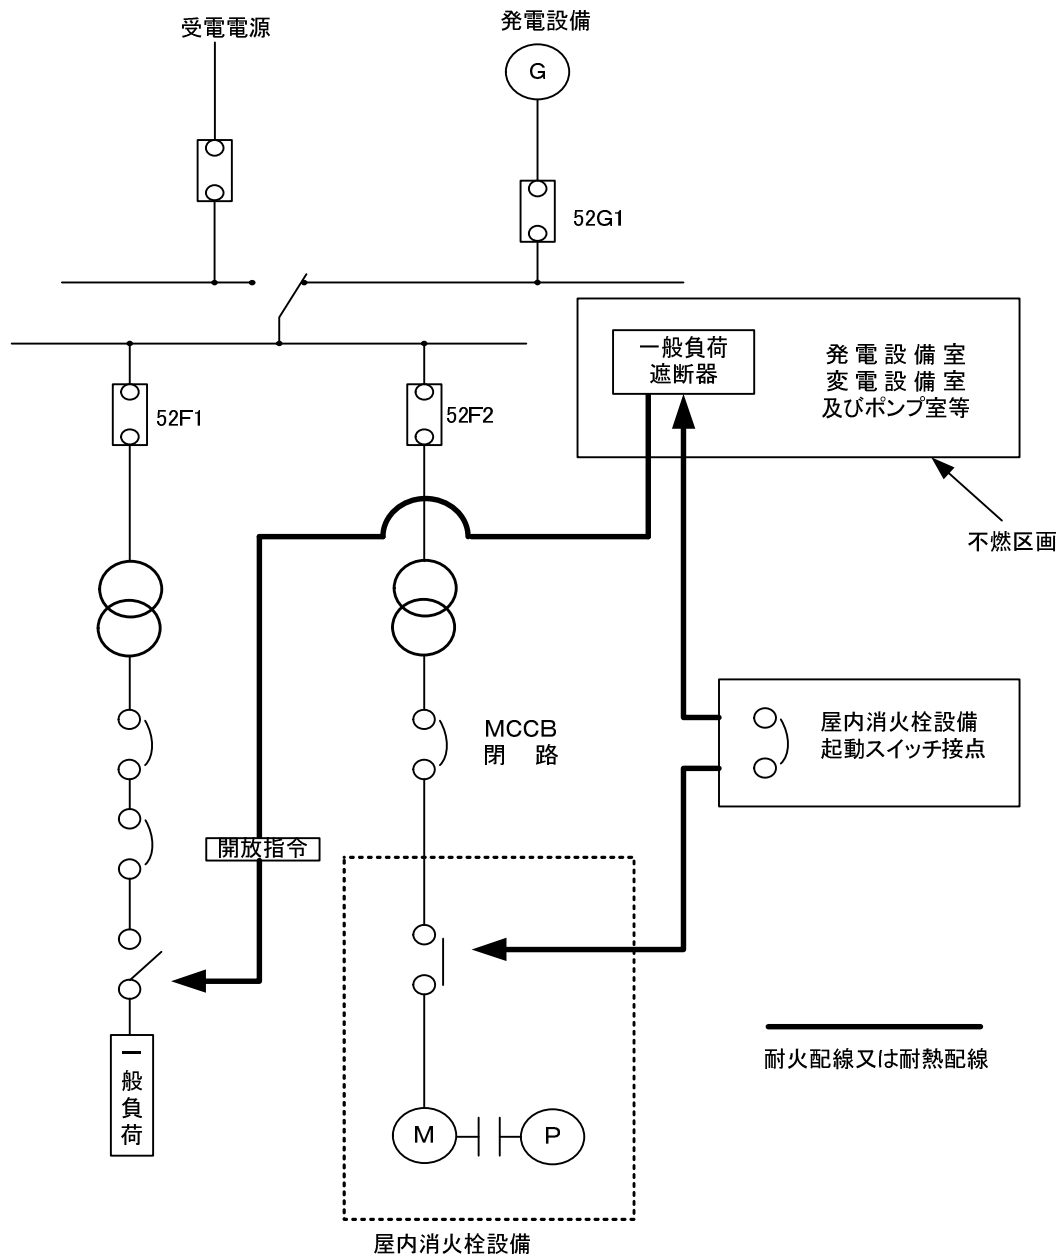 受電電源
発電設備
G
52G1
一般負荷
遮断器
発電設備室
変電設備室
及びポンプ室等
不燃区画
52F1
52F2
MCCB
閉路
屋内消火栓設備
起動スイッチ接点
開放指令
一般負荷
耐火配線又は耐熱配線
M
P
屋内消火栓設備